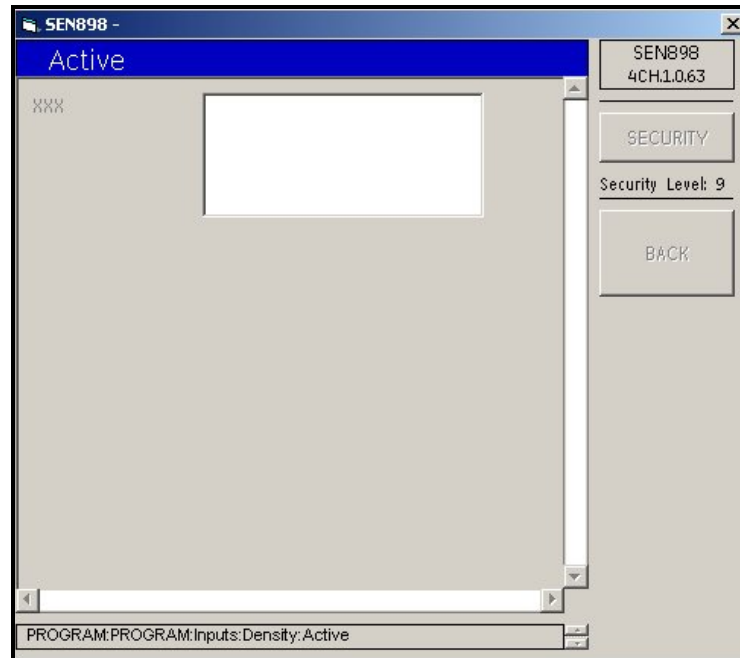 SEN898 -
Active
SEN898
4CH.1.0.63
XXX
SECURITY
Security Level: 9
BACK
PROGRAM:PROGRAM:Inputs:Density:Active